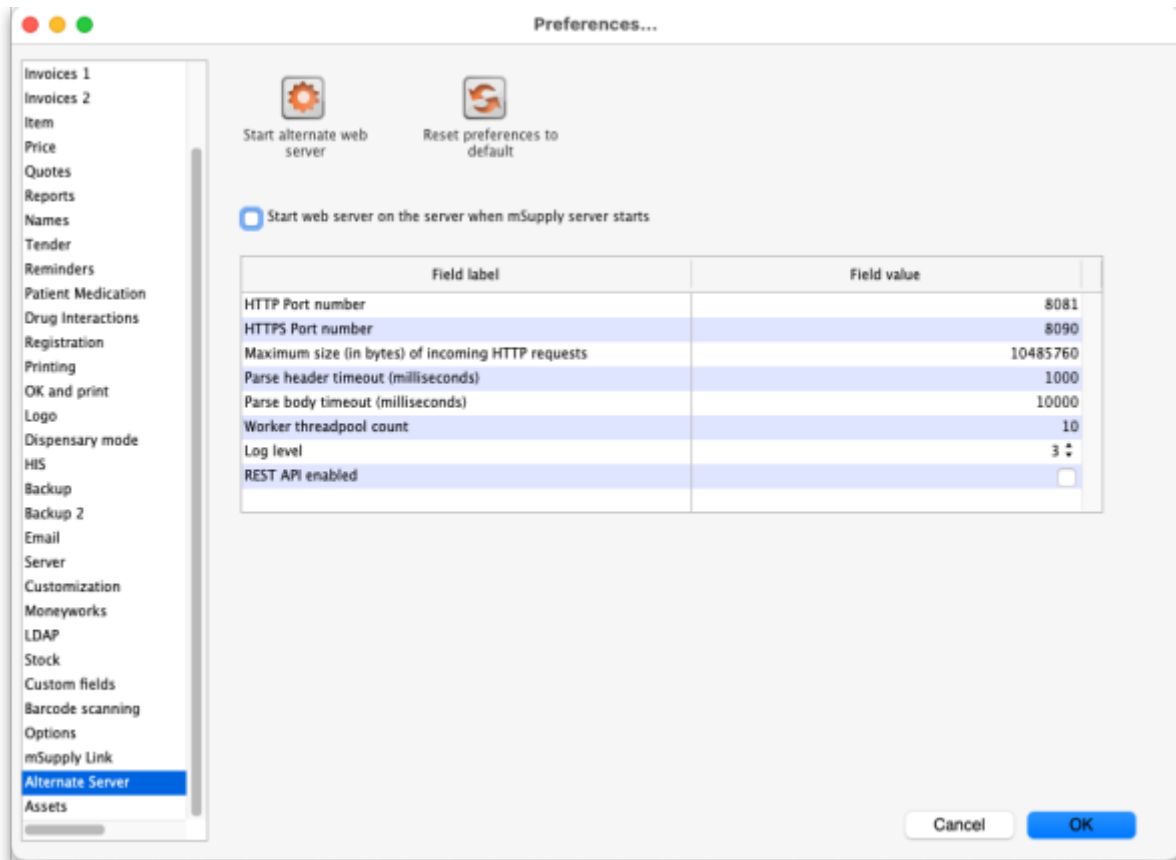 Preferences...
Invoices 1
Invoices 2
Item
Price
Quotes
Reports
Names
Tender
Reminders
Patient Medication
Drug Interactions
Registration
Printing
OK and print
Logo
Dispensary mode
HIS
Backup
Backup 2
Email
Server
Customization
Moneyworks
LDAP
Stock
Custom fields
Barcode scanning
Options
mSupply Link
Alternate Server
Assets
Start alternate web
server
Reset preferences to
default
Start web server on the server when mSupply server starts
Field label Field value
HTTP Port number 8081
HTTPS Port number 8090
Maximum size (in bytes) of incoming HTTP requests 10485760
Parse header timeout (milliseconds) 1000
Parse body timeout (milliseconds) 10000
Worker threadpool count 10
Log level 3
REST API enabled
Cancel OK